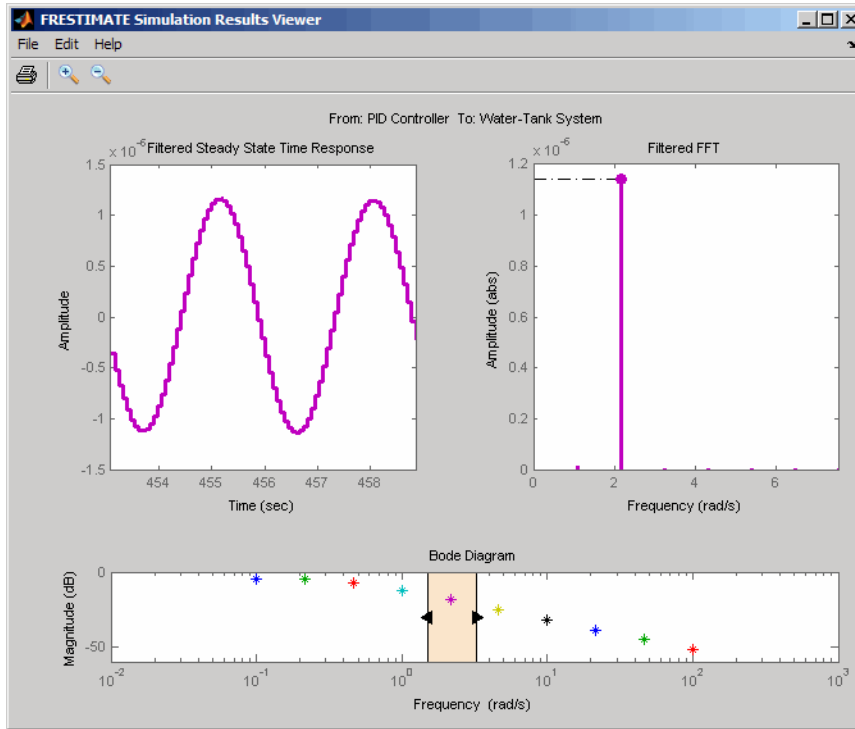 FRESTIMATE Simulation Results Viewer
File Edit Help
From: PID Controller To: Water-Tank System
x 10^-6 Filtered Steady State Time Response
1.5
1
0.5
0
-0.5
-1
-1.5
Amplitude
454 455 456 457 458
Time (sec)
x 10^-6 Filtered FFT
1.2
1
0.8
0.6
0.4
0.2
0
Amplitude (abs)
0 2 4 6
Frequency (rad/s)
Bode Diagram
0
-50
Magnitude (dB)
10^-2 10^-1 10^0 10^1 10^2 10^3
Frequency (rad/s)